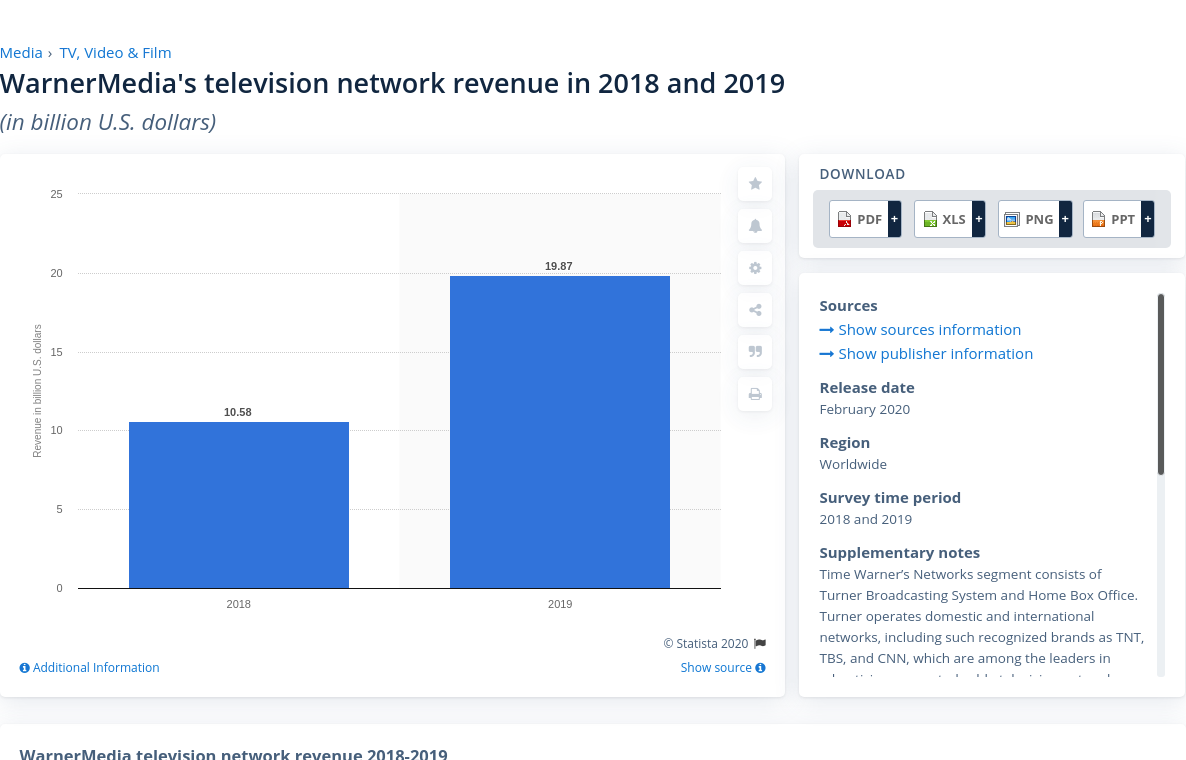 Media › TV, Video & Film
WarnerMedia's television network revenue in 2018 and 2019
(in billion U.S. dollars)
25
20
15
10
5
0
Revenue in billion U.S. dollars
10.58
19.87
2018
2019
© Statista 2020
Additional Information
Show source
DOWNLOAD
PDF +
XLS +
PNG +
PPT +
Sources
Show sources information
Show publisher information
Release date
February 2020
Region
Worldwide
Survey time period
2018 and 2019
Supplementary notes
Time Warner’s Networks segment consists of
Turner Broadcasting System and Home Box Office.
Turner operates domestic and international
networks, including such recognized brands as TNT,
TBS, and CNN, which are among the leaders in
WarnerMedia television network revenue 2018-2019